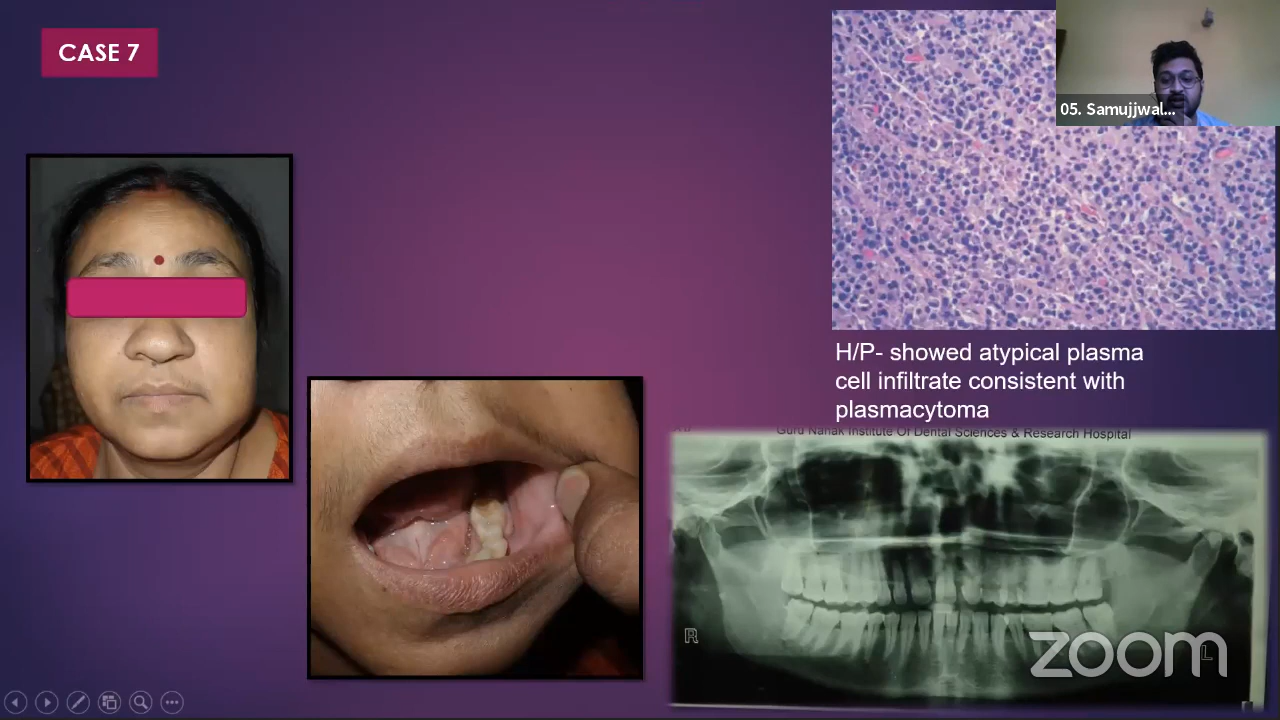 CASE 7
05. Samujjwal...
H/P- showed atypical plasma
cell infiltrate consistent with
plasmacytoma
Guru Nanak Institute Of Dental Sciences & Research Hospital
R
L
zoom